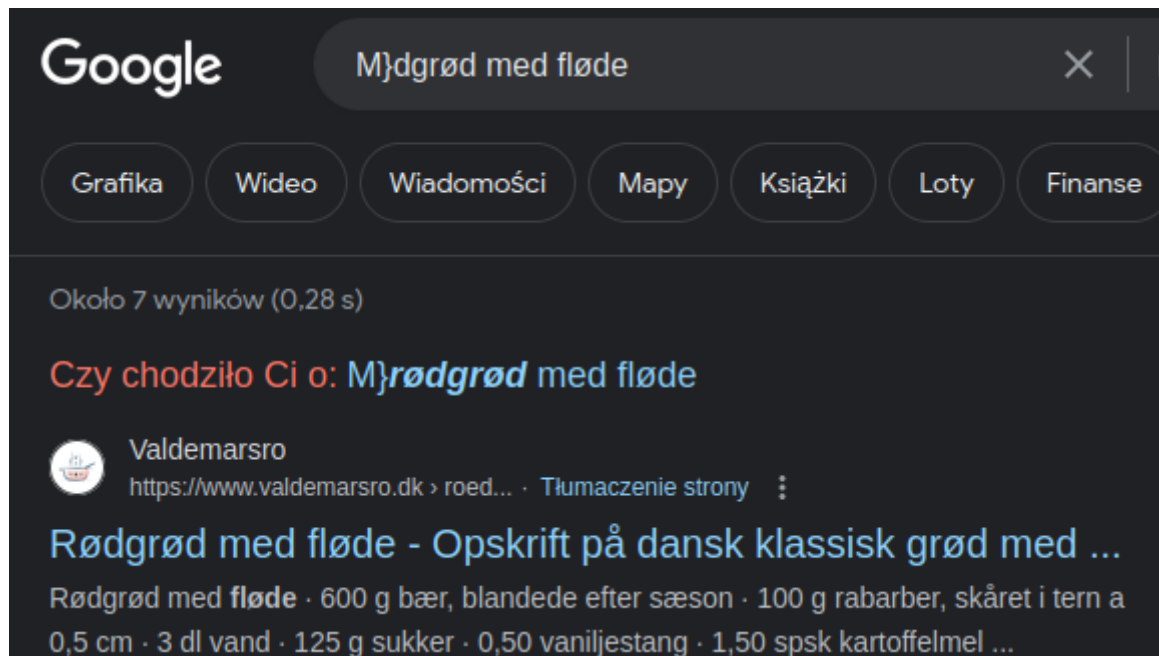 Google M}dgrød med fløde
Grafika Wideo Wiadomości Mapy Książki Loty Finanse
Około 7 wyników (0,28 s)
Czy chodziło Ci o: M}rødgrød med fløde
Valdemarsro
https://www.valdemarsro.dk › roed... · Tłumaczenie strony
Rødgrød med fløde - Opskrift på dansk klassisk grød med ...
Rødgrød med fløde · 600 g bær, blandede efter sæson · 100 g rabarber, skåret i tern a
0,5 cm · 3 dl vand · 125 g sukker · 0,50 vaniljestang · 1,50 spsk kartoffelmel ...